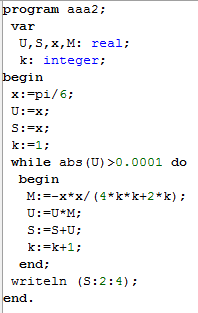 program aaa2;
var
U,S,x,M: real;
k: integer;
begin
x:=pi/6;
U:=x;
S:=x;
k:=1;
while abs(U)>0.0001 do
begin
M:=-x*x/(4*k*k+2*k);
U:=U*M;
S:=S+U;
k:=k+1;
end;
writeln (S:2:4);
end.